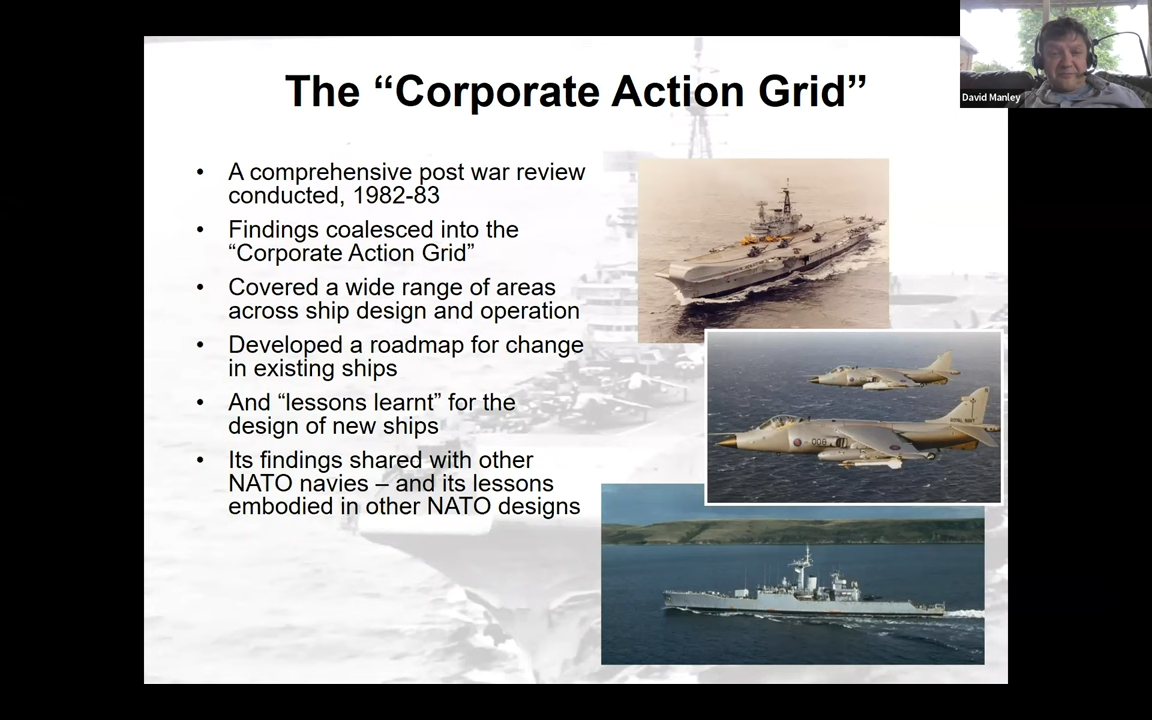 The “Corporate Action Grid”
David Manley
• A comprehensive post war review
conducted, 1982-83
• Findings coalesced into the
“Corporate Action Grid”
• Covered a wide range of areas
across ship design and operation
• Developed a roadmap for change
in existing ships
• And “lessons learnt” for the
design of new ships
• Its findings shared with other
NATO navies – and its lessons
embodied in other NATO designs
006
ROYAL NAVY